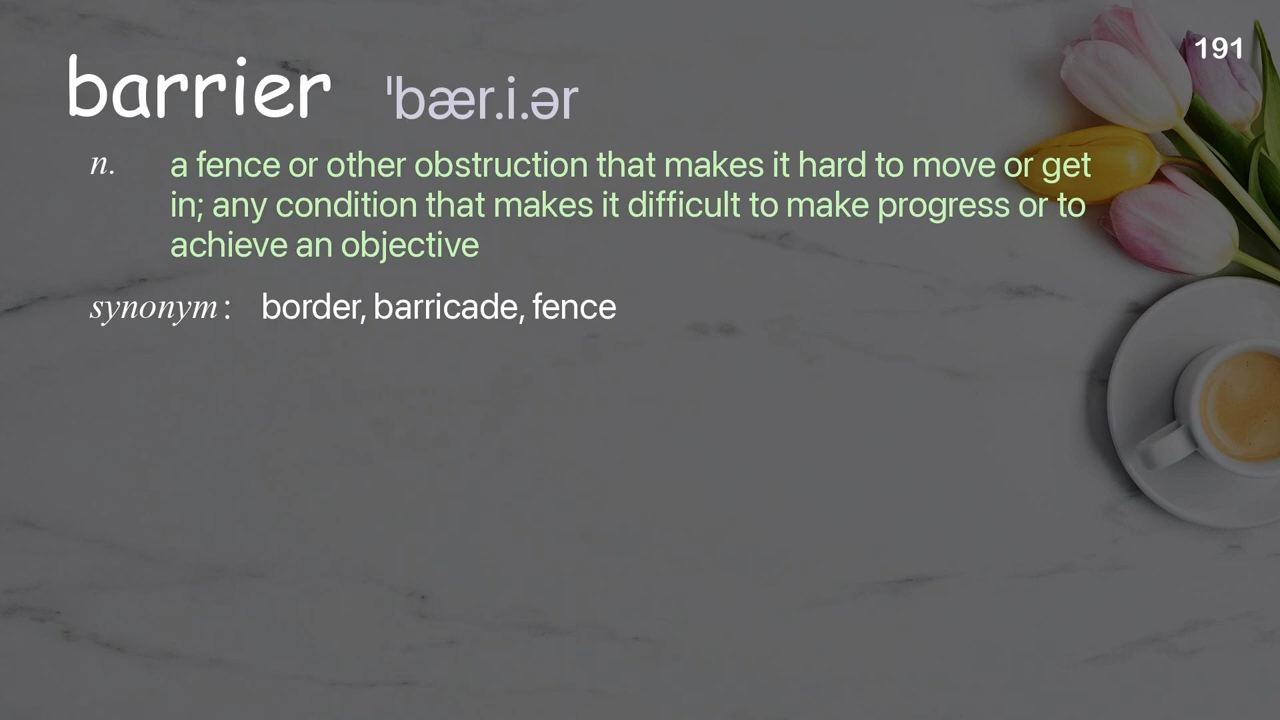 191
barrier ˈbær.i.ər
n. a fence or other obstruction that makes it hard to move or get
in; any condition that makes it difficult to make progress or to
achieve an objective
synonym: border, barricade, fence